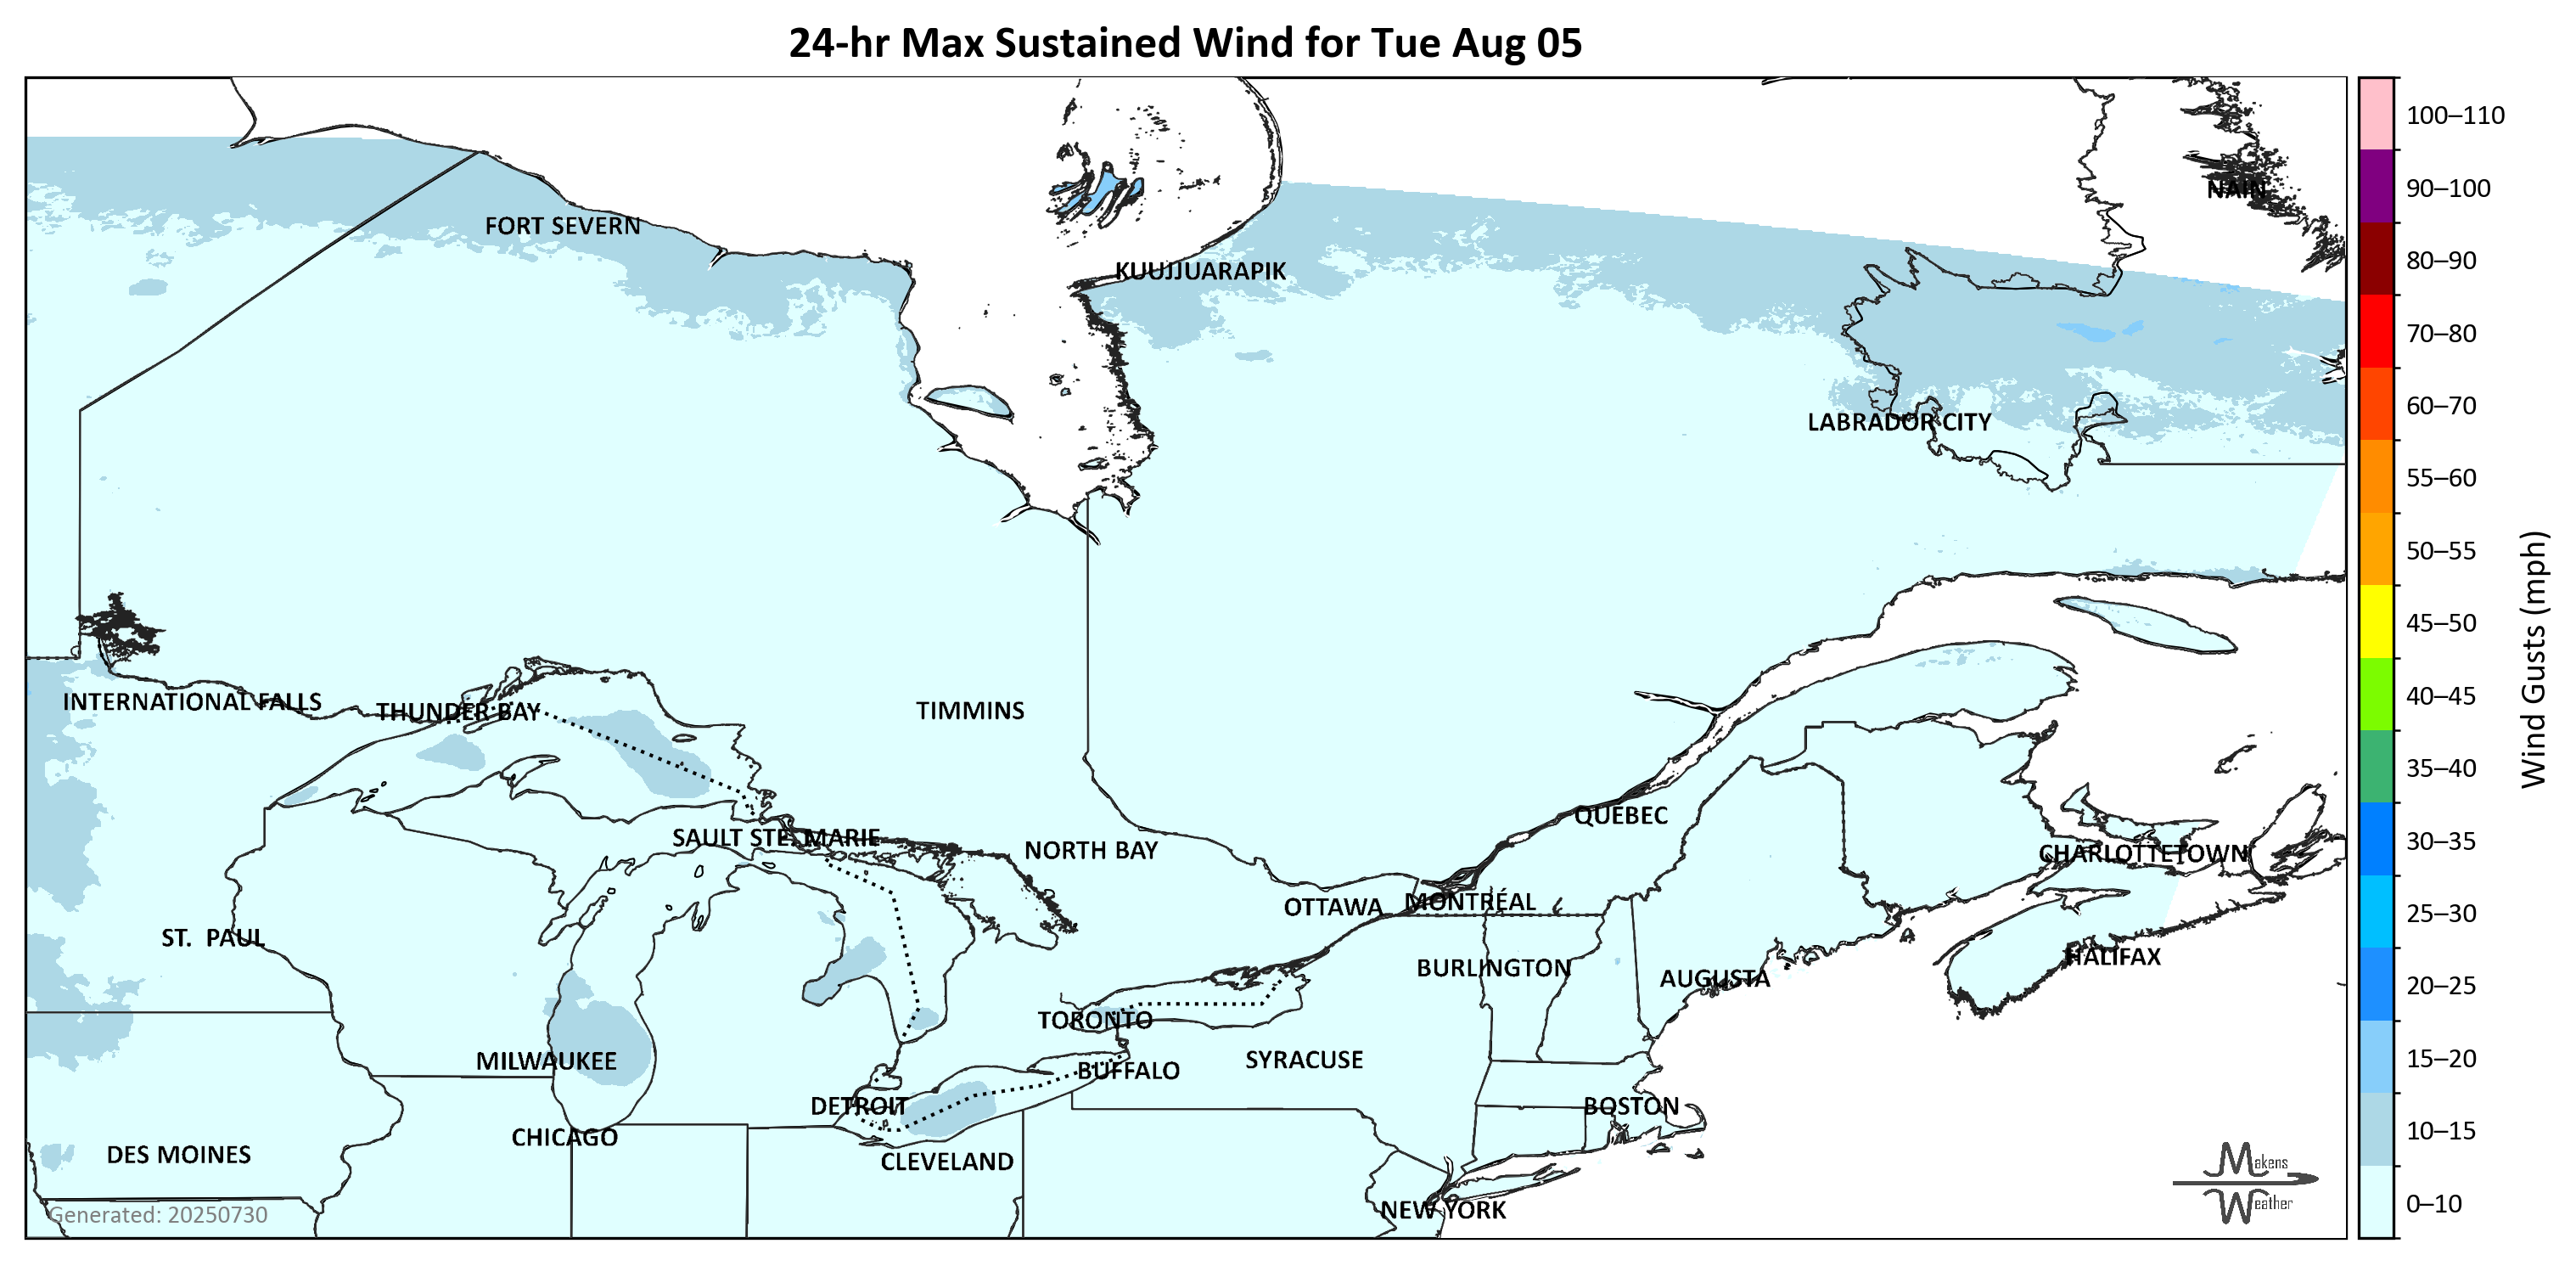 24-hr Max Sustained Wind for Tue Aug 05
100–110
90–100
80–90
70–80
60–70
55–60
50–55
45–50
40–45
35–40
30–35
25–30
20–25
15–20
10–15
0–10
Wind Gusts (mph)
NAIN
FORT SEVERN
KUUJJUARAPIK
LABRADOR CITY
INTERNATIONAL FALLS
THUNDER BAY
TIMMINS
QUEBEC
SAULT STE. MARIE
NORTH BAY
CHARLOTTETOWN
OTTAWA
MONTRÉAL
ST. PAUL
HALIFAX
BURLINGTON
AUGUSTA
TORONTO
MILWAUKEE
SYRACUSE
BUFFALO
DETROIT
BOSTON
CHICAGO
DES MOINES
CLEVELAND
NEW YORK
Generated: 20250730
Makens
Weather